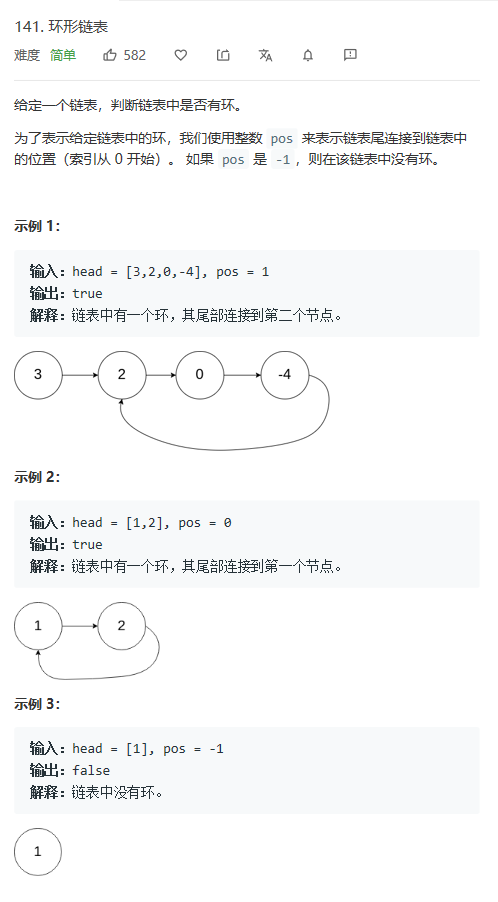 141. 环形链表
难度 简单 582
给定一个链表，判断链表中是否有环。
为了表示给定链表中的环，我们使用整数 pos 来表示链表尾连接到链表中
的位置（索引从 0 开始）。 如果 pos 是 -1，则在该链表中没有环。
示例 1：
输入：head = [3,2,0,-4], pos = 1
输出：true
解释：链表中有一个环，其尾部连接到第二个节点。
3 2 0 -4
示例 2：
输入：head = [1,2], pos = 0
输出：true
解释：链表中有一个环，其尾部连接到第一个节点。
1 2
示例 3：
输入：head = [1], pos = -1
输出：false
解释：链表中没有环。
1